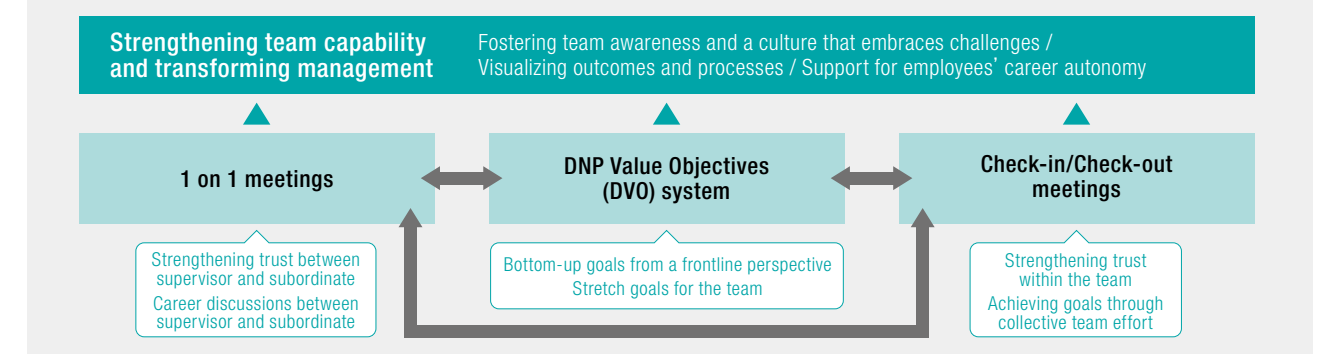 Strengthening team capability
and transforming management
Fostering team awareness and a culture that embraces challenges /
Visualizing outcomes and processes / Support for employees’ career autonomy
1 on 1 meetings
DNP Value Objectives
(DVO) system
Check-in/Check-out
meetings
Strengthening trust between
supervisor and subordinate
Career discussions between
supervisor and subordinate
Bottom-up goals from a frontline perspective
Stretch goals for the team
Strengthening trust
within the team
Achieving goals through
collective team effort